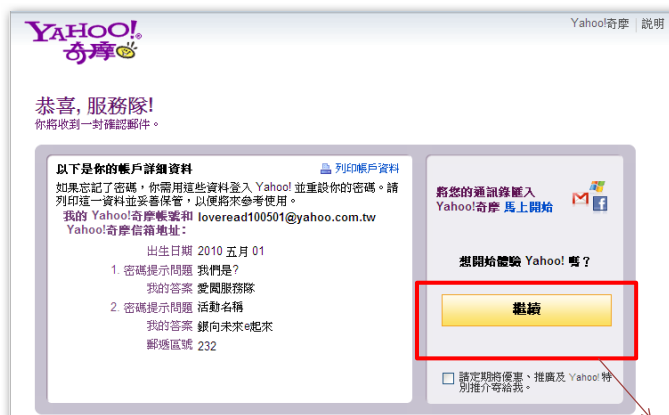 YAHOO!
奇摩
Yahoo!奇摩 | 說明
恭喜, 服務隊!
你將收到一封確認郵件。
以下是你的帳戶詳細資料
列印帳戶資料
如果忘記了密碼，你需用這些資料登入 Yahoo! 並重設你的密碼。請
列印這一資料並妥善保管，以便將來參考使用。
我的 Yahoo!奇摩帳號和 loveread100501@yahoo.com.tw
Yahoo!奇摩信箱地址：
出生日期 2010 五月 01
1. 密碼提示問題 我們是?
我的答案 愛閱服務隊
2. 密碼提示問題 活動名稱
我的答案 銀向未來e起來
郵遞區號 232
將您的通訊錄匯入
Yahoo!奇摩 馬上開始
想開始體驗 Yahoo! 嗎？
繼續
請定期將優惠、推廣及 Yahoo! 特
別推介寄給我。